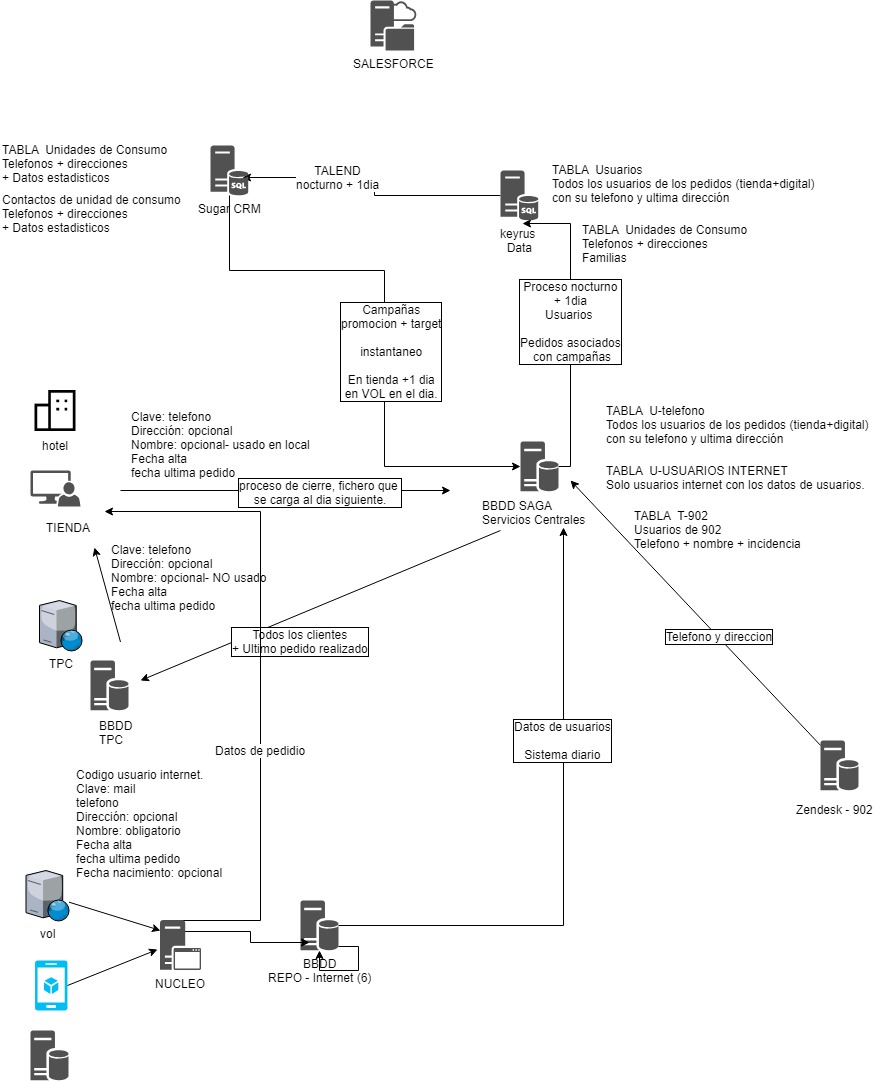 SALESFORCE
TABLA Unidades de Consumo
Telefonos + direcciones
+ Datos estadisticos
Contactos de unidad de consumo
Telefonos + direcciones
+ Datos estadisticos
SQL
Sugar CRM
TALEND
nocturno + 1dia
SQL
keyrus
Data
TABLA Usuarios
Todos los usuarios de los pedidos (tienda+digital)
con su telefono y ultima dirección
TABLA Unidades de Consumo
Telefonos + direcciones
Familias
Campañas
promocion + target
instantaneo
En tienda +1 dia
en VOL en el dia.
Proceso nocturno
+ 1dia
Usuarios
Pedidos asociados
con campañas
hotel
Clave: telefono
Dirección: opcional
Nombre: opcional- usado en local
Fecha alta
fecha ultima pedido
TIENDA
proceso de cierre, fichero que
se carga al dia siguiente.
BBDD SAGA
Servicios Centrales
TABLA U-telefono
Todos los usuarios de los pedidos (tienda+digital)
con su telefono y ultima dirección
TABLA U-USUARIOS INTERNET
Solo usuarios internet con los datos de usuarios.
TABLA T-902
Usuarios de 902
Telefono + nombre + incidencia
Clave: telefono
Dirección: opcional
Nombre: opcional- NO usado
Fecha alta
fecha ultima pedido
TPC
Todos los clientes
+ Ultimo pedido realizado
Telefono y direccion
BBDD
TPC
Datos de pedidio
Datos de usuarios
Sistema diario
Zendesk - 902
Codigo usuario internet.
Clave: mail
telefono
Dirección: opcional
Nombre: obligatorio
Fecha alta
fecha ultima pedido
Fecha nacimiento: opcional
vol
NUCLEO
BBDD
REPO - Internet (6)